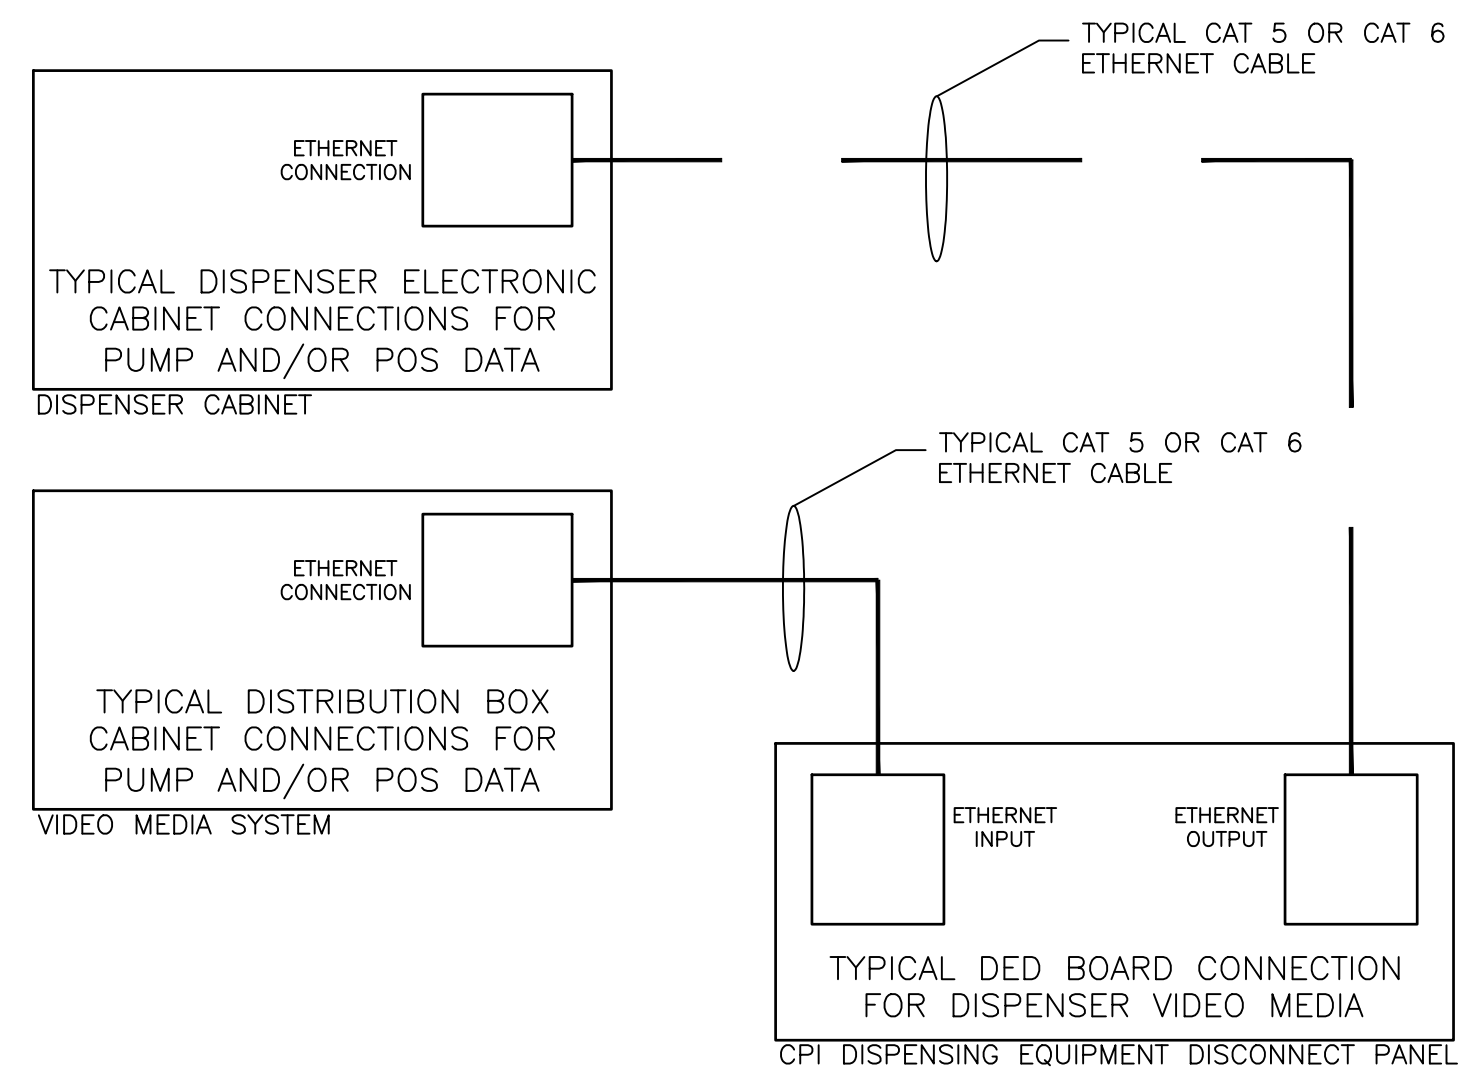 TYPICAL CAT 5 OR CAT 6
ETHERNET CABLE
ETHERNET
CONNECTION
TYPICAL DISPENSER ELECTRONIC
CABINET CONNECTIONS FOR
PUMP AND/OR POS DATA
DISPENSER CABINET
TYPICAL CAT 5 OR CAT 6
ETHERNET CABLE
ETHERNET
CONNECTION
TYPICAL DISTRIBUTION BOX
CABINET CONNECTIONS FOR
PUMP AND/OR POS DATA
VIDEO MEDIA SYSTEM
ETHERNET
INPUT
ETHERNET
OUTPUT
TYPICAL DED BOARD CONNECTION
FOR DISPENSER VIDEO MEDIA
CPI DISPENSING EQUIPMENT DISCONNECT PANEL